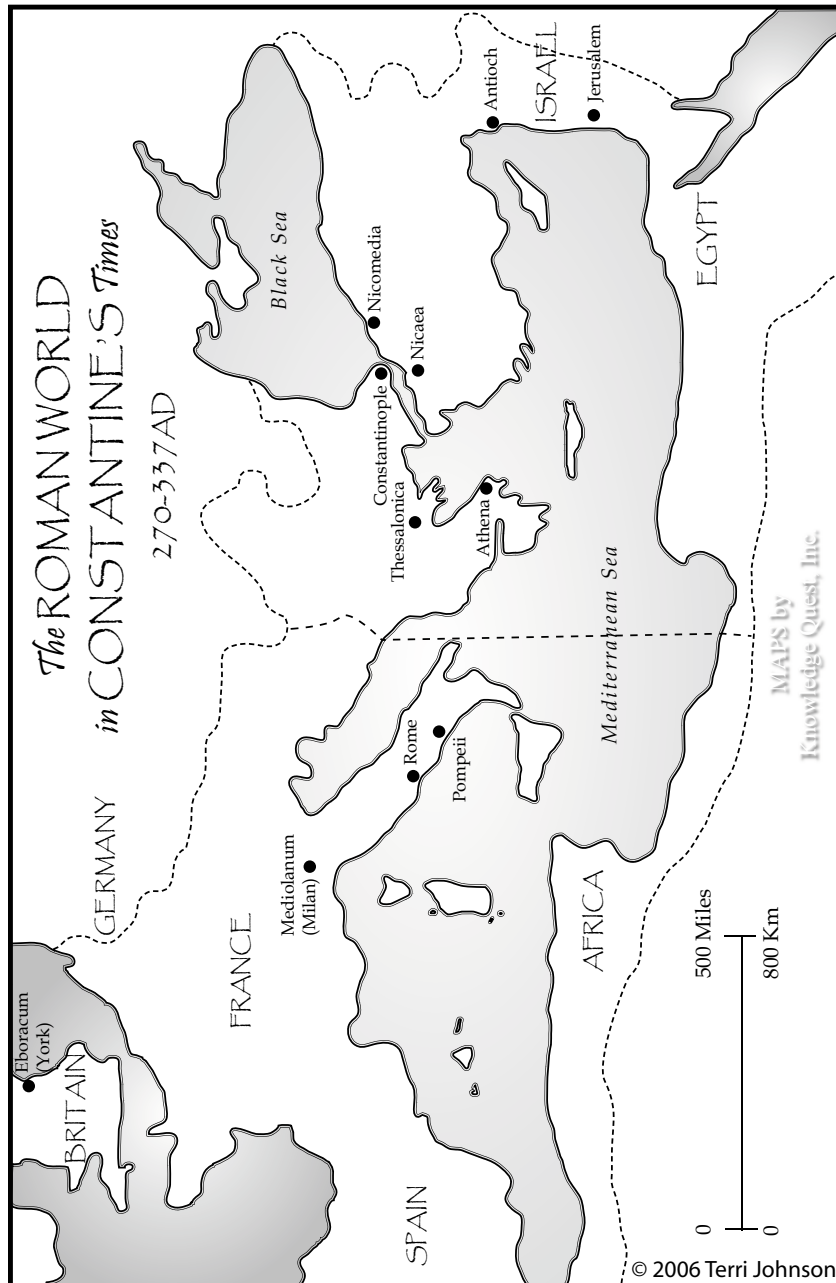 The ROMAN WORLD
in CONSTANTINE'S Times
270-337AD
Eboracum
(York)
BRITAIN
GERMANY
FRANCE
Mediolanum
(Milan)
SPAIN
Rome
Pompeii
AFRICA
Mediterranean Sea
Black Sea
Nicomedia
Constantinople
Nicaea
Thessalonica
Athena
Antioch
ISRAEL
Jerusalem
EGYPT
0
500 Miles
0
800 Km
MAPS by
Knowledge Quest, Inc.
© 2006 Terri Johnson